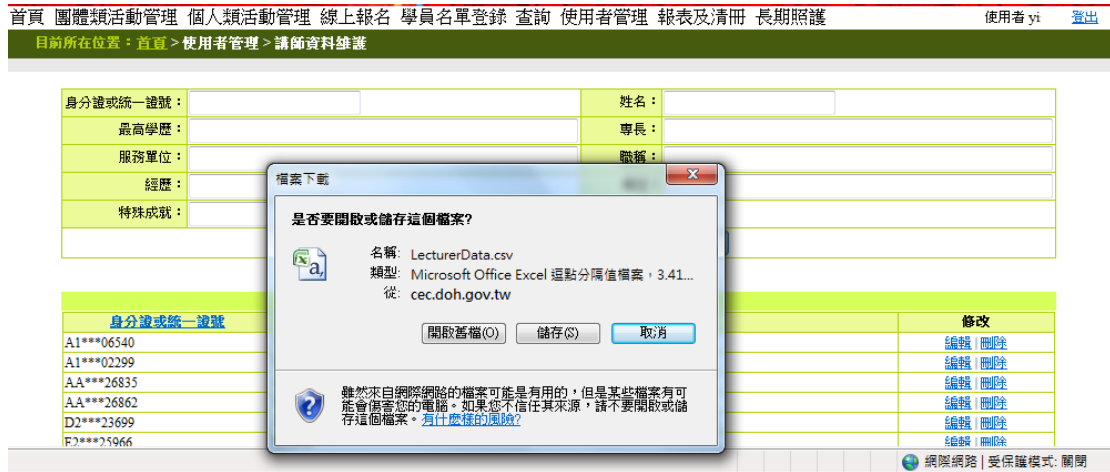 首頁 團體類活動管理 個人類活動管理 線上報名 學員名單登錄 查詢 使用者管理 報表及清冊 長期照護 使用者 yi 登出
目前所在位置：首頁 > 使用者管理 > 講師資料維護
身分證或統一證號： 姓名：
最高學歷： 專長：
服務單位： 職稱：
經歷：
特殊成就：
檔案下載
是否要開啟或儲存這個檔案?
名稱: LecturerData.csv
類型: Microsoft Office Excel 逗點分隔值檔案，3.41...
從: cec.doh.gov.tw
開啟舊檔(O) 儲存(S) 取消
雖然來自網際網路的檔案可能是有用的，但是某些檔案有可
能會傷害您的電腦。如果您不信任其來源，請不要開啟或儲
存這個檔案。有什麼樣的風險?
身分證或統一證號 修改
A1***06540 編輯 | 刪除
A1***02299 編輯 | 刪除
AA***26835 編輯 | 刪除
AA***26862 編輯 | 刪除
D2***23699 編輯 | 刪除
E2***25966 編輯 | 刪除
網際網路 | 受保護模式: 關閉